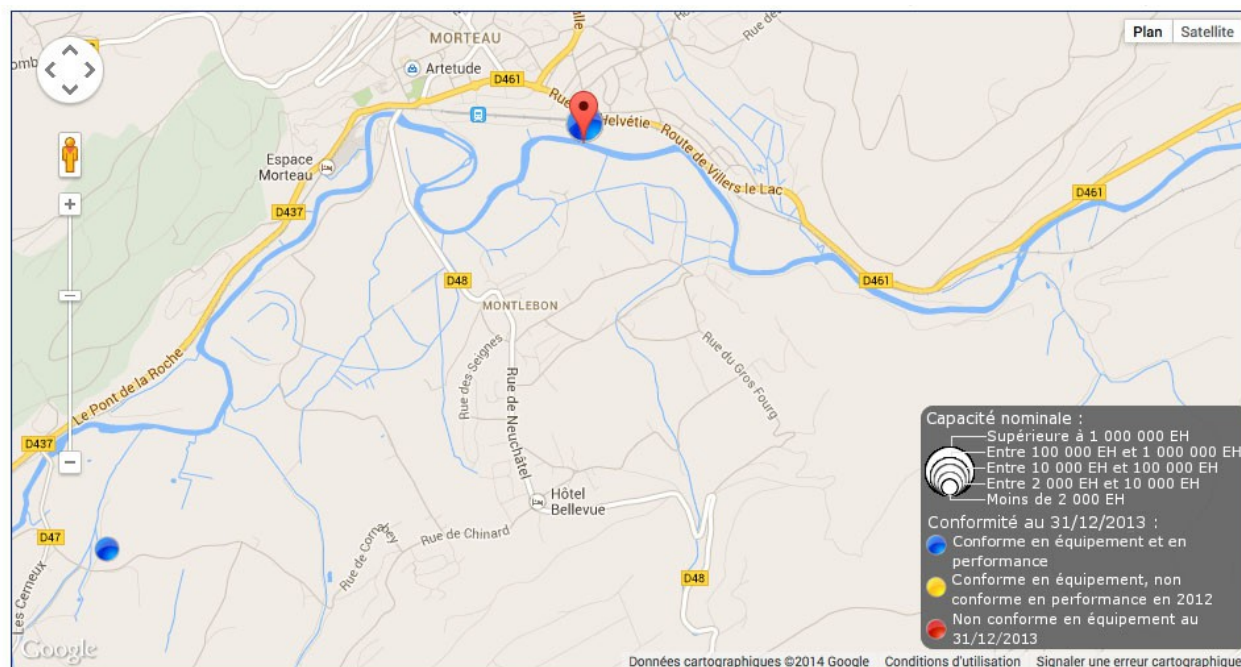 MORTEAU
Artetude
D461
Rue
Helvétie
Route de Villers le Lac
Plan
Satellite
Espace
Morteau
D437
D461
D48
D461
MONTLEBON
Rue des Seignes
Rue du Gros Fourg
Le Pont de la Roche
Rue de Neuchâtel
D437
Hôtel
Bellevue
Rue de Chinard
D47
D48
Les Cerneux
Capacité nominale :
Supérieure à 1 000 000 EH
Entre 100 000 EH et 1 000 000 EH
Entre 10 000 EH et 100 000 EH
Entre 2 000 EH et 10 000 EH
Moins de 2 000 EH
Conformité au 31/12/2013 :
Conforme en équipement et en
performance
Conforme en équipement, non
conforme en performance en 2012
Non conforme en équipement au
31/12/2013
Google
Données cartographiques ©2014 Google
Conditions d'utilisation
Signaler une erreur cartographique